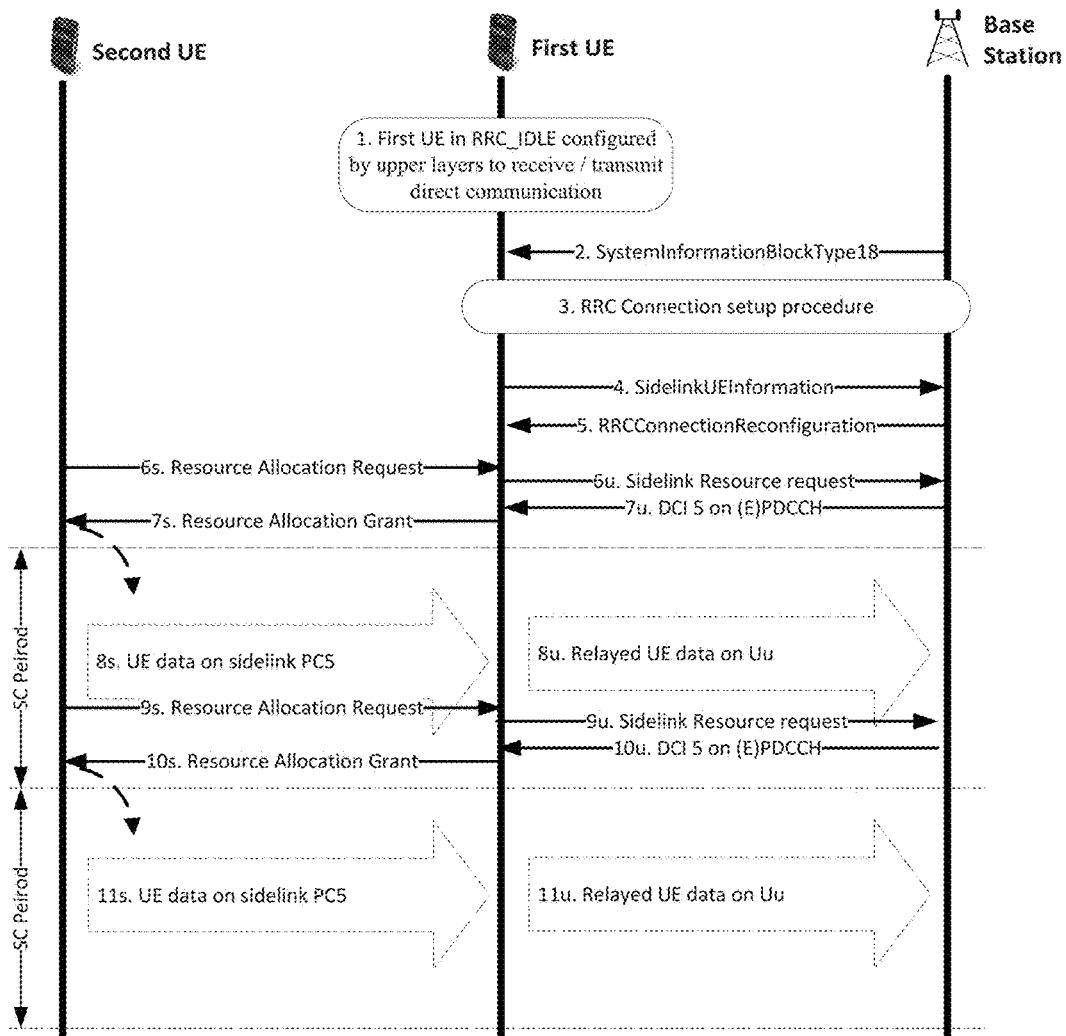 Second UE
First UE
Base
Station
1. First UE in RRC_IDLE configured
by upper layers to receive / transmit
direct communication
2. SystemInformationBlockType18
3. RRC Connection setup procedure
4. SidelinkUEInformation
5. RRCConnectionReconfiguration
6s. Resource Allocation Request
6u. Sidelink Resource request
7u. DCI 5 on (E)PDCCH
7s. Resource Allocation Grant
SC Peirod
8s. UE data on sidelink PC5
8u. Relayed UE data on Uu
9s. Resource Allocation Request
9u. Sidelink Resource request
10u. DCI 5 on (E)PDCCH
10s. Resource Allocation Grant
SC Peirod
11s. UE data on sidelink PC5
11u. Relayed UE data on Uu